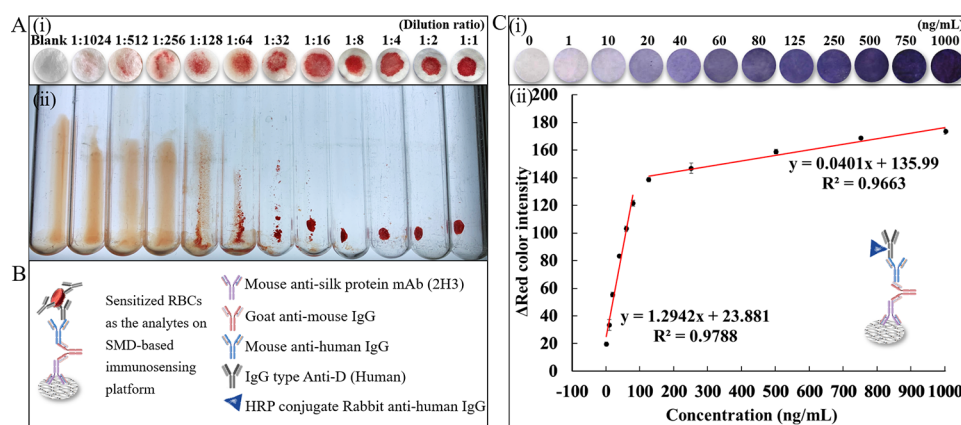 A (i) (Dilution ratio)
Blank 1:1024 1:512 1:256 1:128 1:64 1:32 1:16 1:8 1:4 1:2 1:1
(ii)
B
Sensitized RBCs
as the analytes on
SMD-based
immunosensing
platform
Mouse anti-silk protein mAb (2H3)
Goat anti-mouse IgG
Mouse anti-human IgG
IgG type Anti-D (Human)
HRP conjugate Rabbit anti-human IgG
C (i) (ng/mL)
0 1 10 20 40 60 80 125 250 500 750 1000
(ii)
200
180
160
140
120
100
80
60
40
20
0
ΔRed color intensity
y = 0.0401x + 135.99
R² = 0.9663
y = 1.2942x + 23.881
R² = 0.9788
-100 0 100 200 300 400 500 600 700 800 900 1000
Concentration (ng/mL)